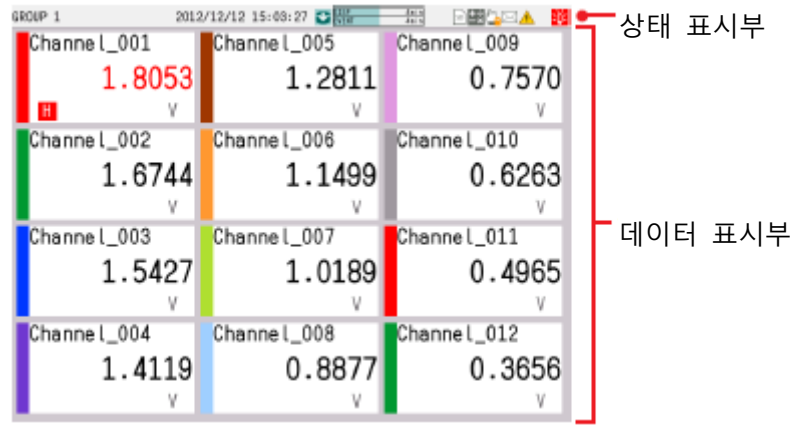 GROUP 1 2012/12/12 15:03:27
상태 표시부
Channel_001 Channel_005 Channel_009
1.8053 1.2811 0.7570
H V V V
Channel_002 Channel_006 Channel_010
1.6744 1.1499 0.6263
V V V
데이터 표시부
Channel_003 Channel_007 Channel_011
1.5427 1.0189 0.4965
V V V
Channel_004 Channel_008 Channel_012
1.4119 0.8877 0.3656
V V V